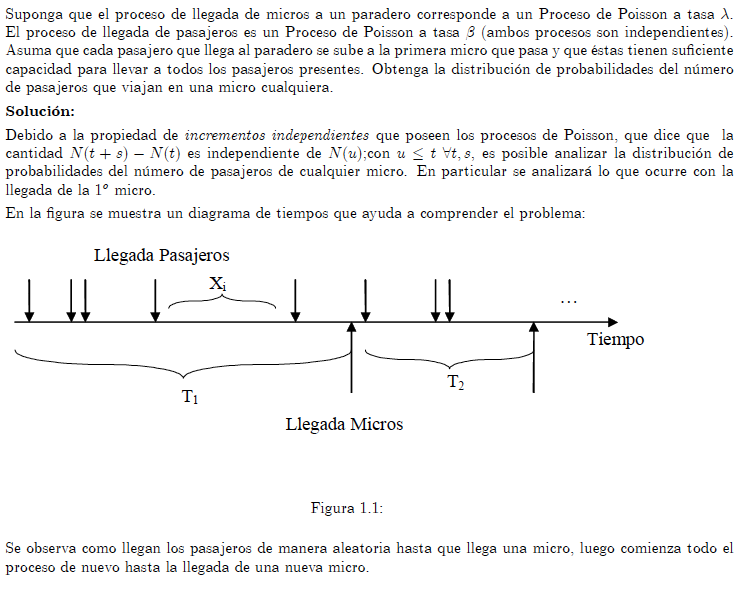 Suponga que el proceso de llegada de micros a un paradero corresponde a un Proceso de Poisson a tasa λ.
El proceso de llegada de pasajeros es un Proceso de Poisson a tasa β (ambos procesos son independientes).
Asuma que cada pasajero que llega al paradero se sube a la primera micro que pasa y que éstas tienen suficiente
capacidad para llevar a todos los pasajeros presentes. Obtenga la distribución de probabilidades del número
de pasajeros que viajan en una micro cualquiera.
Solución:
Debido a la propiedad de incrementos independientes que poseen los procesos de Poisson, que dice que la
cantidad N(t + s) − N(t) es independiente de N(u);con u ≤ t ∀t, s, es posible analizar la distribución de
probabilidades del número de pasajeros de cualquier micro. En particular se analizará lo que ocurre con la
llegada de la 1º micro.
En la figura se muestra un diagrama de tiempos que ayuda a comprender el problema:
Llegada Pasajeros
Xi
...
Tiempo
T2
T1
Llegada Micros
Figura 1.1:
Se observa como llegan los pasajeros de manera aleatoria hasta que llega una micro, luego comienza todo el
proceso de nuevo hasta la llegada de una nueva micro.